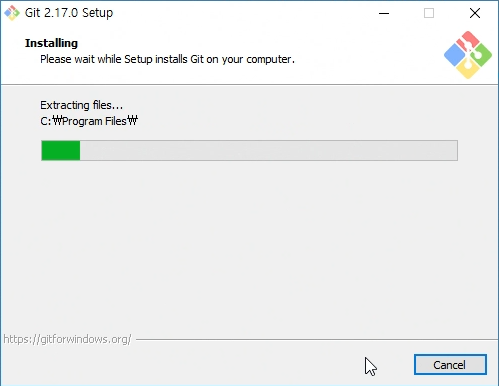 Git 2.17.0 Setup
Installing
Please wait while Setup installs Git on your computer.
Extracting files...
C:₩Program Files₩
https://gitforwindows.org/
Cancel